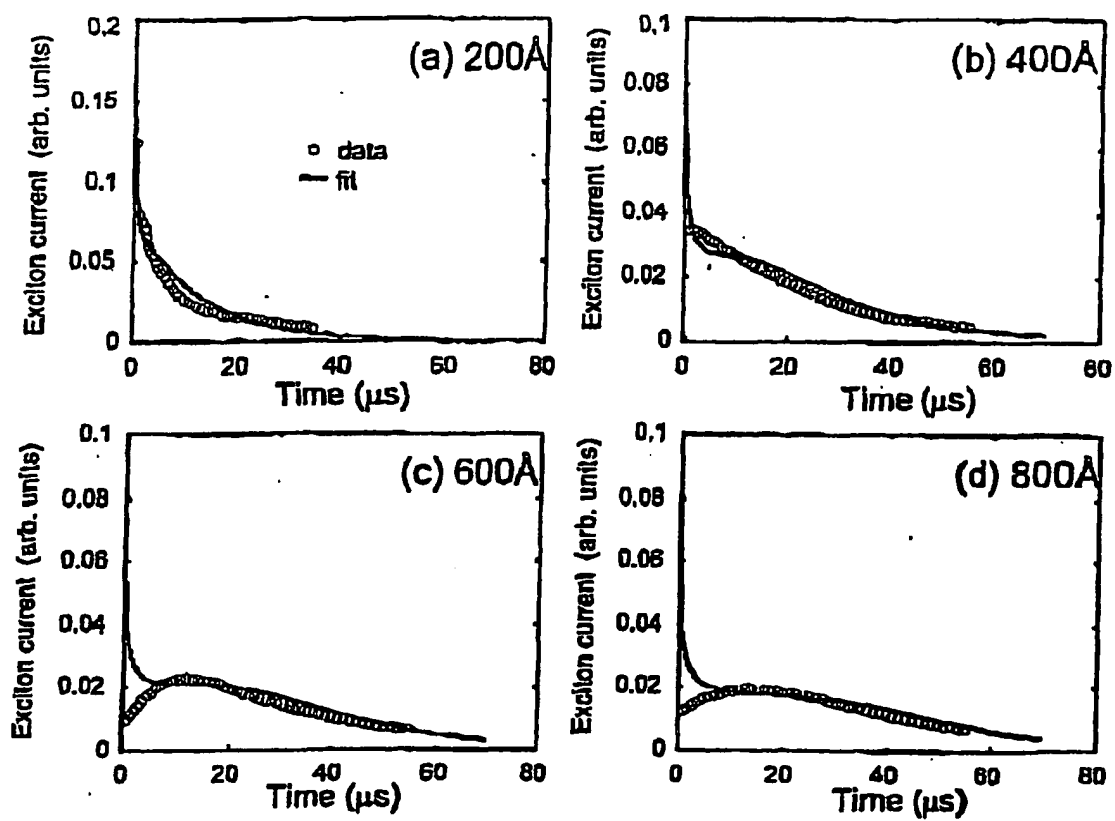 Exciton current (arb. units)
0.2
0.15
0.1
0.05
0
(a) 200Å
data
fit
0 20 40 60 80
Time (µs)
Exciton current (arb. units)
0.1
0.08
0.06
0.04
0.02
0
(b) 400Å
0 20 40 60 80
Time (µs)
Exciton current (arb. units)
0.1
0.08
0.06
0.04
0.02
0
(c) 600Å
0 20 40 60 80
Time (µs)
Exciton current (arb. units)
0.1
0.08
0.06
0.04
0.02
0
(d) 800Å
0 20 40 60 80
Time (µs)